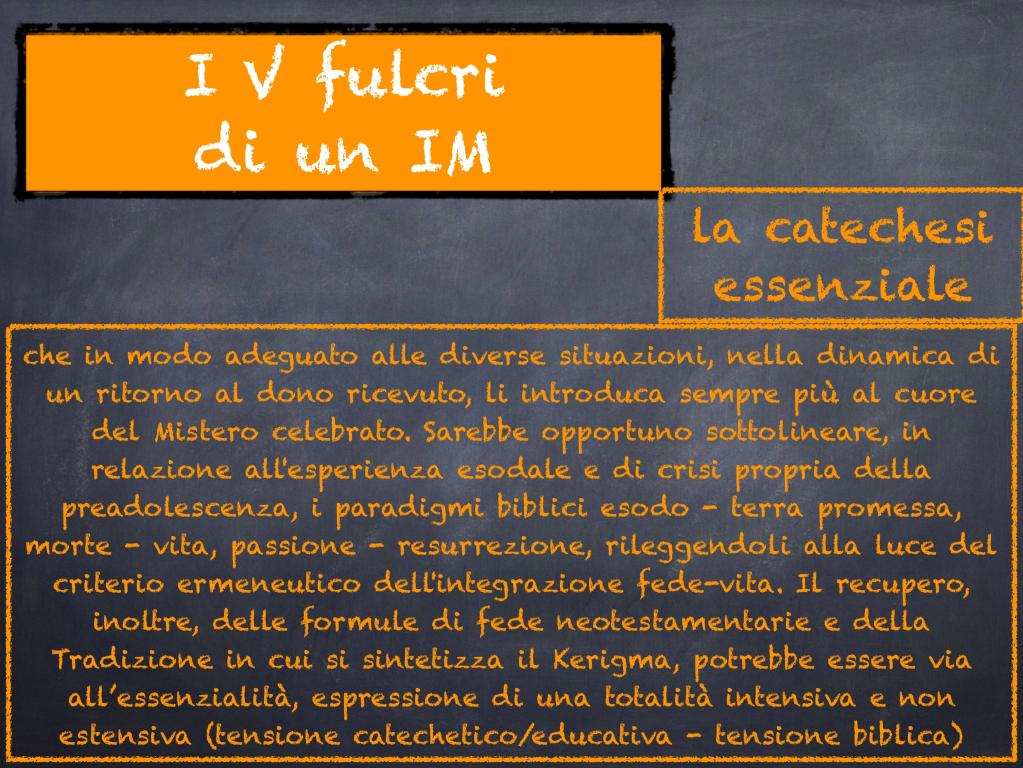 I V fulcri
di un IM
la catechesi
essenziale
che in modo adeguato alle diverse situazioni, nella dinamica di
un ritorno al dono ricevuto, li introduca sempre più al cuore
del Mistero celebrato. Sarebbe opportuno sottolineare, in
relazione all'esperienza esodale e di crisi propria della
preadolescenza, i paradigmi biblici esodo - terra promessa,
morte - vita, passione - resurrezione, rileggendoli alla luce del
criterio ermeneutico dell'integrazione fede-vita. Il recupero,
inoltre, delle formule di fede neotestamentarie e della
Tradizione in cui si sintetizza il Kerigma, potrebbe essere via
all’essenzialità, espressione di una totalità intensiva e non
estensiva (tensione catechetico/educativa - tensione biblica)